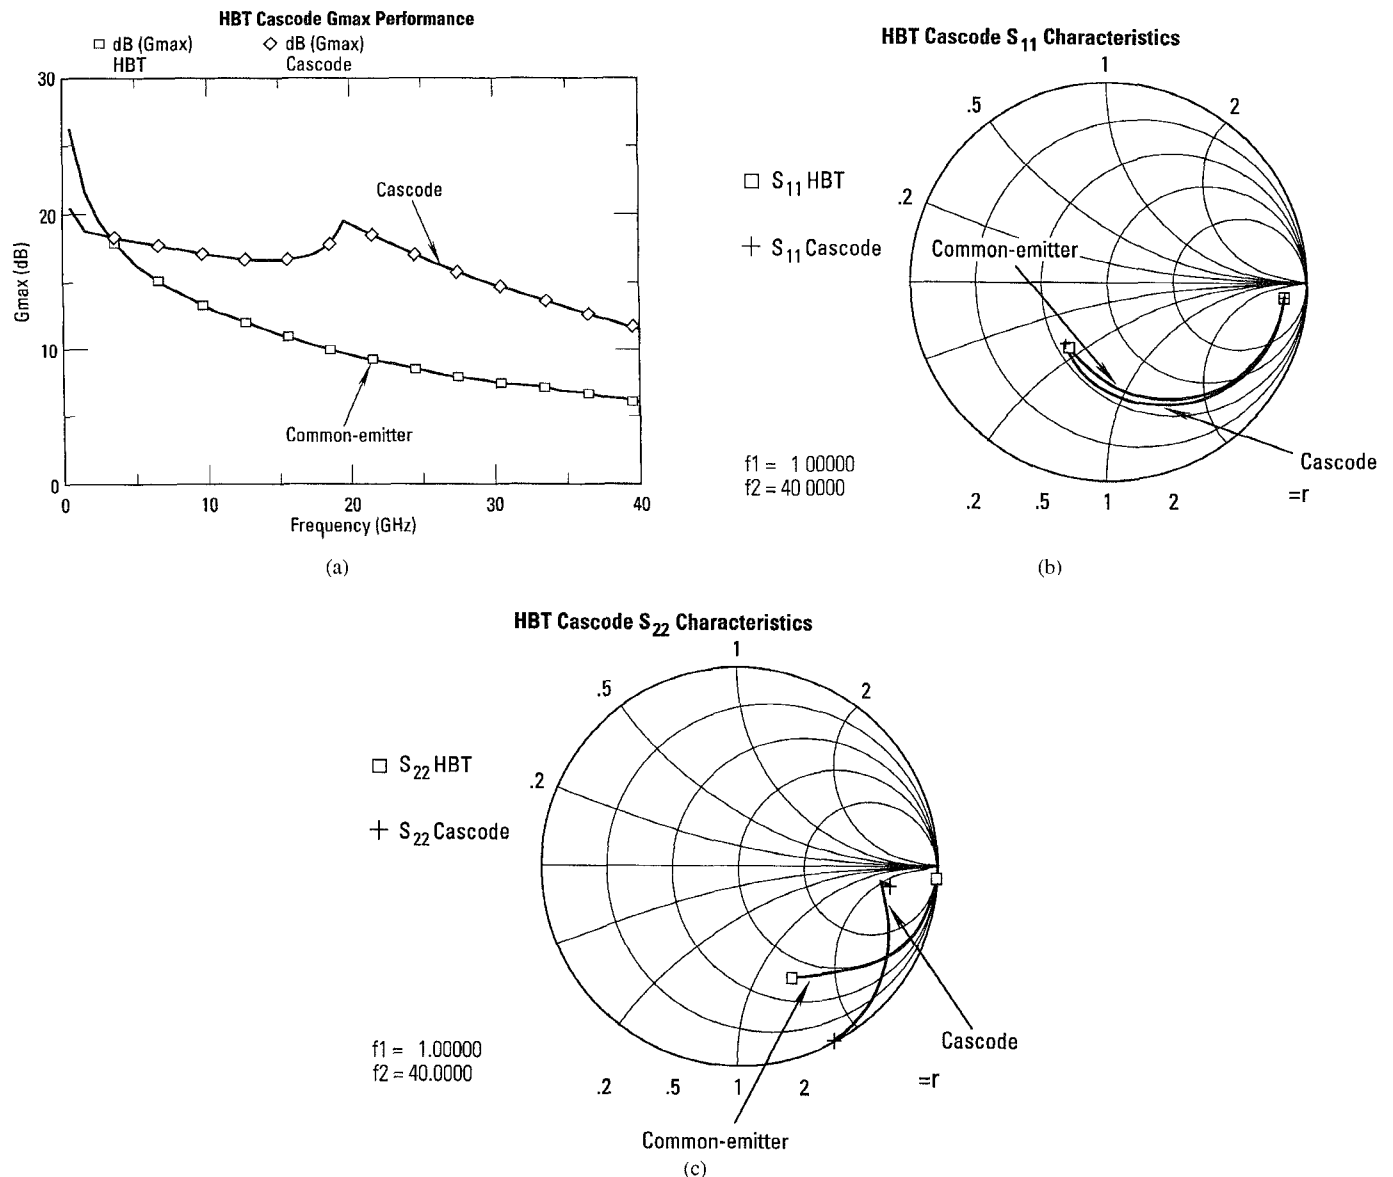 HBT Cascode Gmax Performance
dB (Gmax) HBT
dB (Gmax) Cascode
30
20
10
0
Gmax (dB)
Cascode
Common-emitter
0 10 20 30 40
Frequency (GHz)
(a)
HBT Cascode S11 Characteristics
1
.5
2
.2
S11 HBT
S11 Cascode
Common-emitter
Cascode
f1 = 1 00000
f2 = 40 0000
.2 .5 1 2 =r
(b)
HBT Cascode S22 Characteristics
1
.5
2
.2
S22 HBT
S22 Cascode
Cascode
f1 = 1.00000
f2 = 40.0000
.2 .5 1 2 =r
Common-emitter
(c)